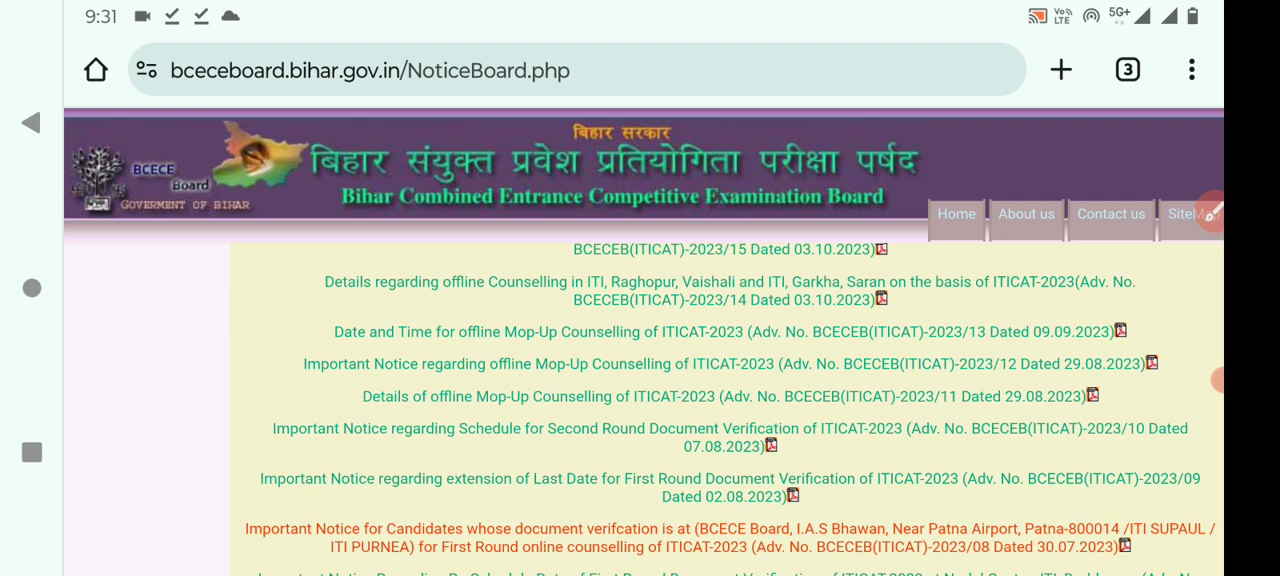 9:31
Vo))
LTE
5G+
bceceboard.bihar.gov.in/NoticeBoard.php
3
बिहार सरकार
BCECE
Board
GOVERMENT OF BIHAR
बिहार संयुक्त प्रवेश प्रतियोगिता परीक्षा पर्षद
Bihar Combined Entrance Competitive Examination Board
Home
About us
Contact us
BCECEB(ITICAT)-2023/15 Dated 03.10.2023)
Details regarding offline Counselling in ITI, Raghopur, Vaishali and ITI, Garkha, Saran on the basis of ITICAT-2023(Adv. No.
BCECEB(ITICAT)-2023/14 Dated 03.10.2023)
Date and Time for offline Mop-Up Counselling of ITICAT-2023 (Adv. No. BCECEB(ITICAT)-2023/13 Dated 09.09.2023)
Important Notice regarding offline Mop-Up Counselling of ITICAT-2023 (Adv. No. BCECEB(ITICAT)-2023/12 Dated 29.08.2023)
Details of offline Mop-Up Counselling of ITICAT-2023 (Adv. No. BCECEB(ITICAT)-2023/11 Dated 29.08.2023)
Important Notice regarding Schedule for Second Round Document Verification of ITICAT-2023 (Adv. No. BCECEB(ITICAT)-2023/10 Dated
07.08.2023)
Important Notice regarding extension of Last Date for First Round Document Verification of ITICAT-2023 (Adv. No. BCECEB(ITICAT)-2023/09
Dated 02.08.2023)
Important Notice for Candidates whose document verifcation is at (BCECE Board, I.A.S Bhawan, Near Patna Airport, Patna-800014 /ITI SUPAUL /
ITI PURNEA) for First Round online counselling of ITICAT-2023 (Adv. No. BCECEB(ITICAT)-2023/08 Dated 30.07.2023)